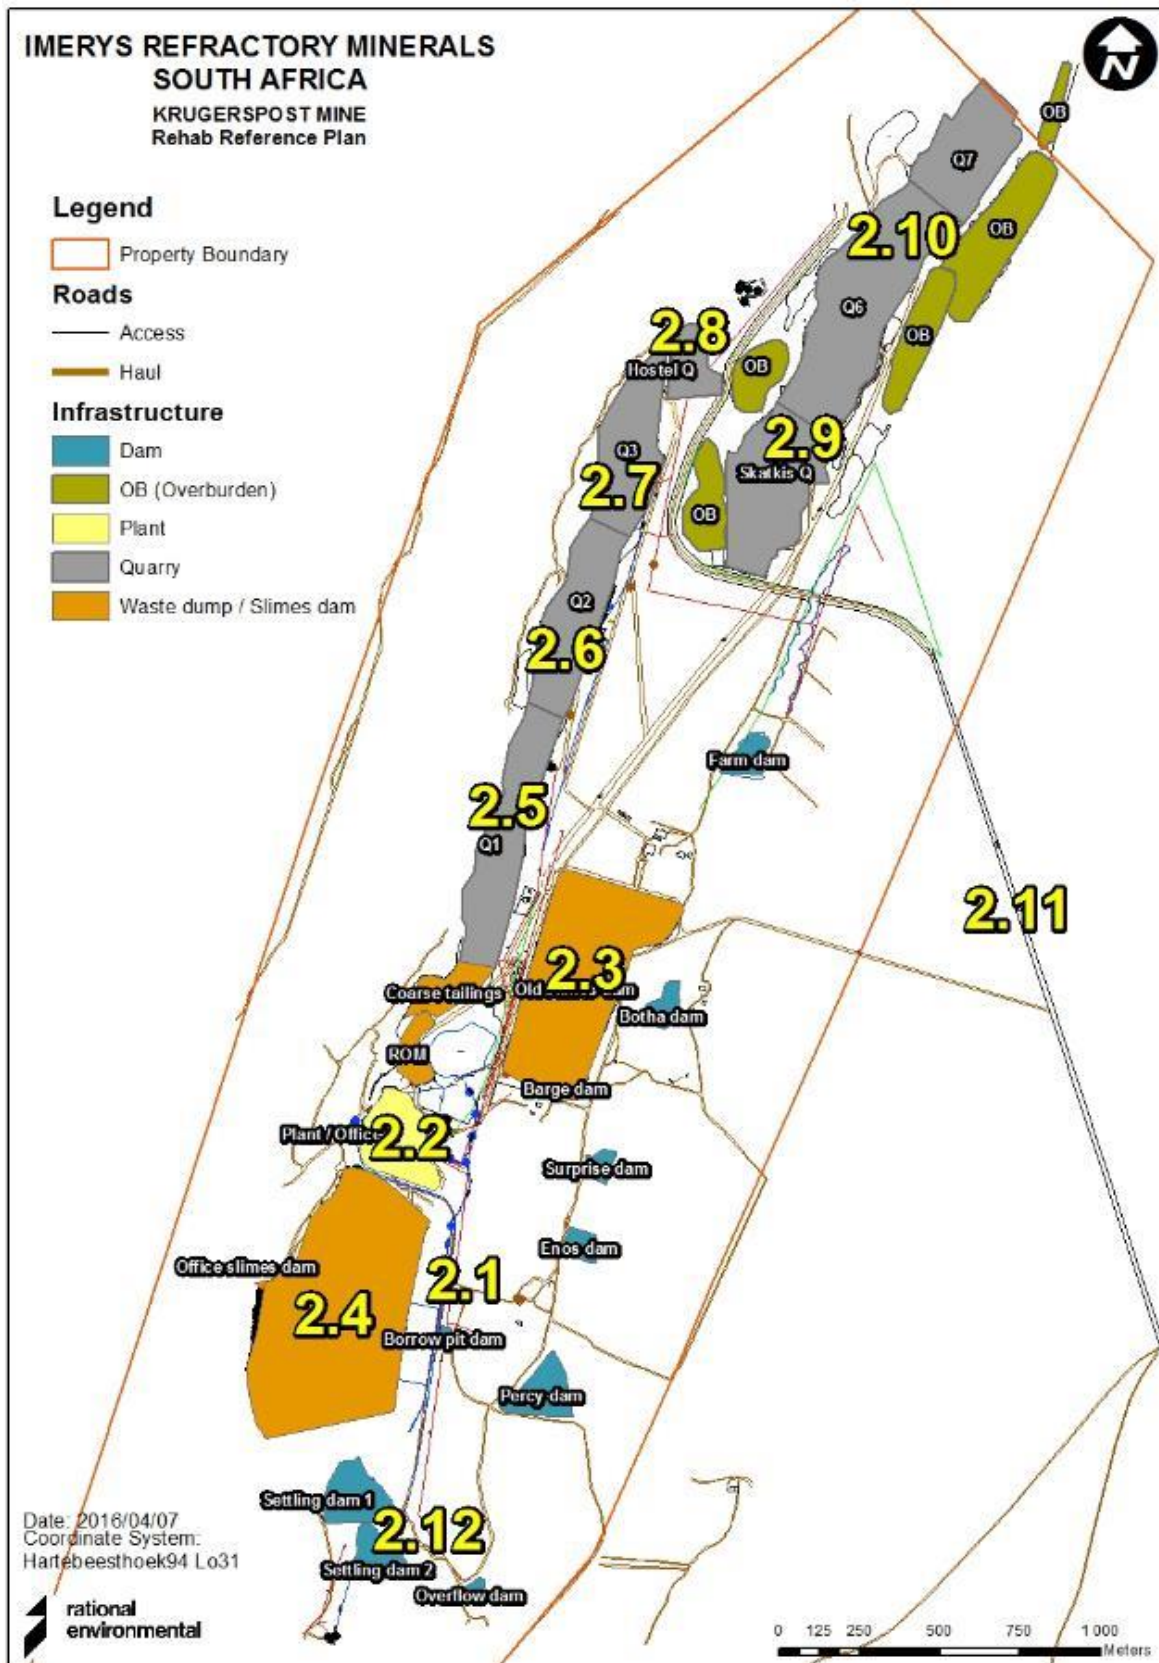 IMERYS REFRACTORY MINERALS
SOUTH AFRICA
KRUGERSPOST MINE
Rehab Reference Plan
N
Legend
Property Boundary
Roads
Access
Haul
Infrastructure
Dam
OB (Overburden)
Plant
Quarry
Waste dump / Slimes dam
OB
Q7
OB
2.10
Q6
OB
2.8
Hostel Q
OB
2.9
Skatkis Q
Q3
2.7
OB
Q2
2.6
Farm dam
2.5
Q1
2.11
2.3
Coarse tailings
Old slimes dam
Botha dam
ROM
Barge dam
Plant / Office
2.2
Surprise dam
Enos dam
Office slimes dam
2.1
2.4
Borrow pit dam
Percy dam
Settling dam 1
2.12
Settling dam 2
Overflow dam
Date: 2016/04/07
Coordinate System:
Hartebeesthoek94 Lo31
rational
environmental
0 125 250 500 750 1 000
Meters